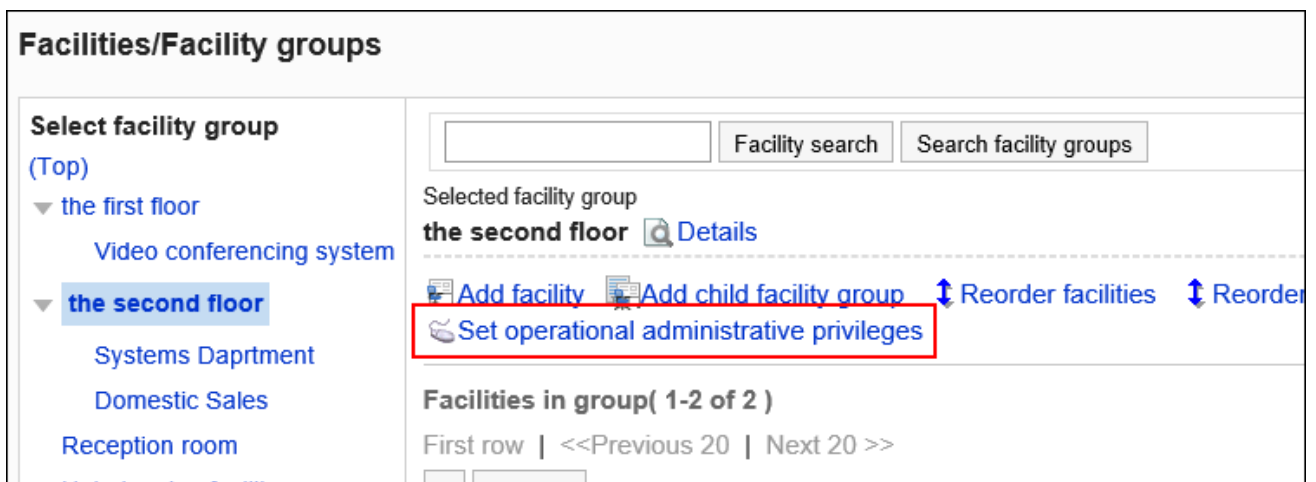 Facilities/Facility groups
Select facility group
(Top)
the first floor
Video conferencing system
the second floor
Systems Daprtment
Domestic Sales
Reception room
Facility search Search facility groups
Selected facility group
the second floor Details
Add facility Add child facility group Reorder facilities Reorder
Set operational administrative privileges
Facilities in group( 1-2 of 2 )
First row | <<Previous 20 | Next 20 >>